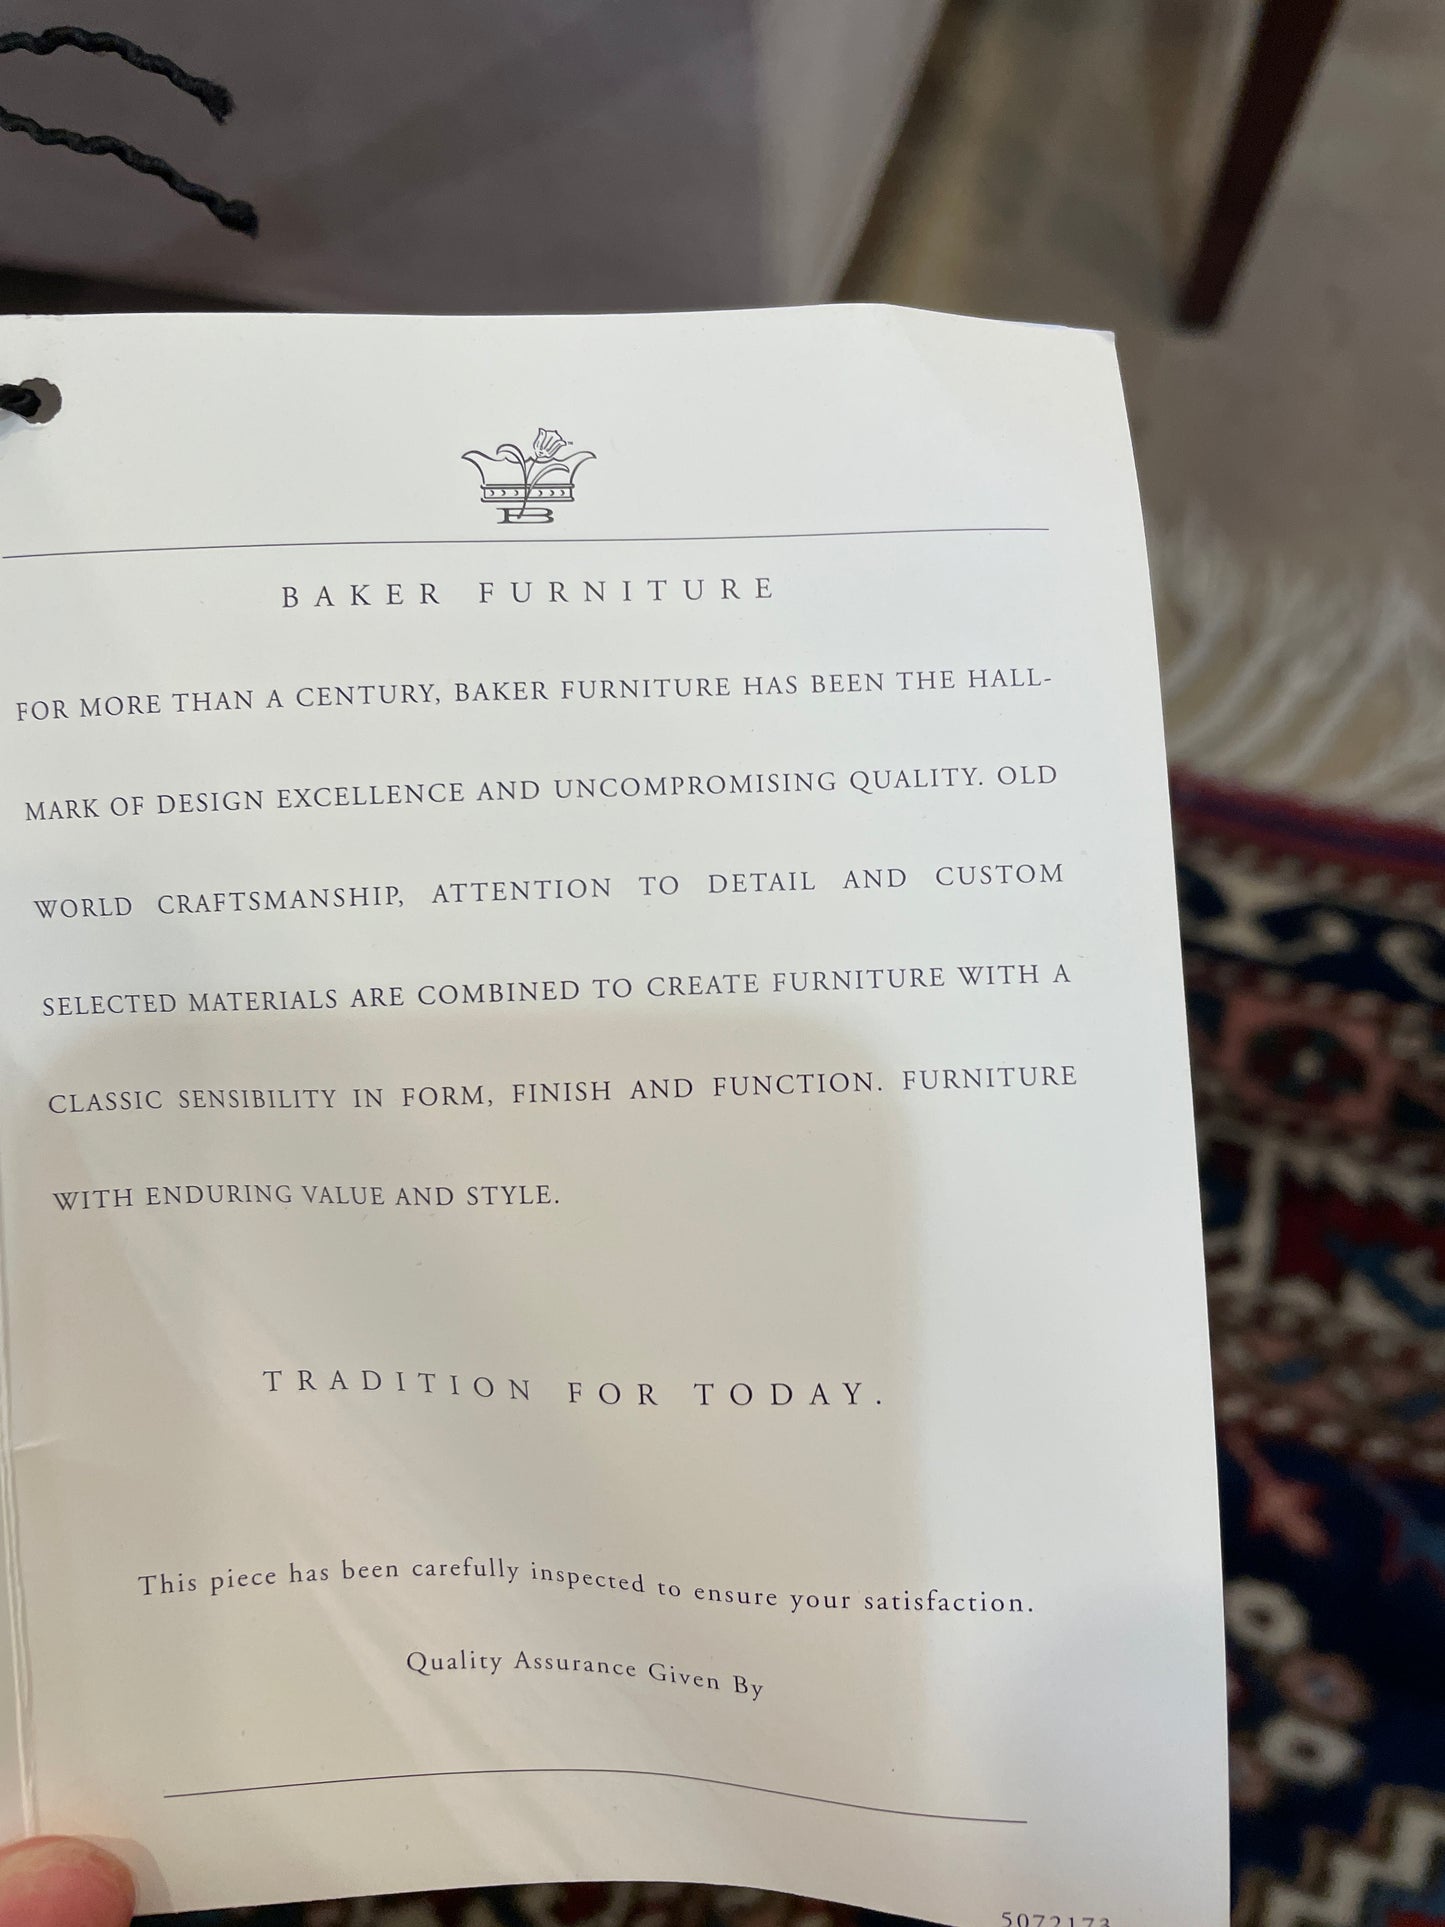 B
BAKER FURNITURE
FOR MORE THAN A CENTURY, BAKER FURNITURE HAS BEEN THE HALL-
MARK OF DESIGN EXCELLENCE AND UNCOMPROMISING QUALITY. OLD
WORLD CRAFTSMANSHIP, ATTENTION TO DETAIL AND CUSTOM
SELECTED MATERIALS ARE COMBINED TO CREATE FURNITURE WITH A
CLASSIC SENSIBILITY IN FORM, FINISH AND FUNCTION. FURNITURE
WITH ENDURING VALUE AND STYLE.
TRADITION FOR TODAY.
This piece has been carefully inspected to ensure your satisfaction.
Quality Assurance Given By
5072173